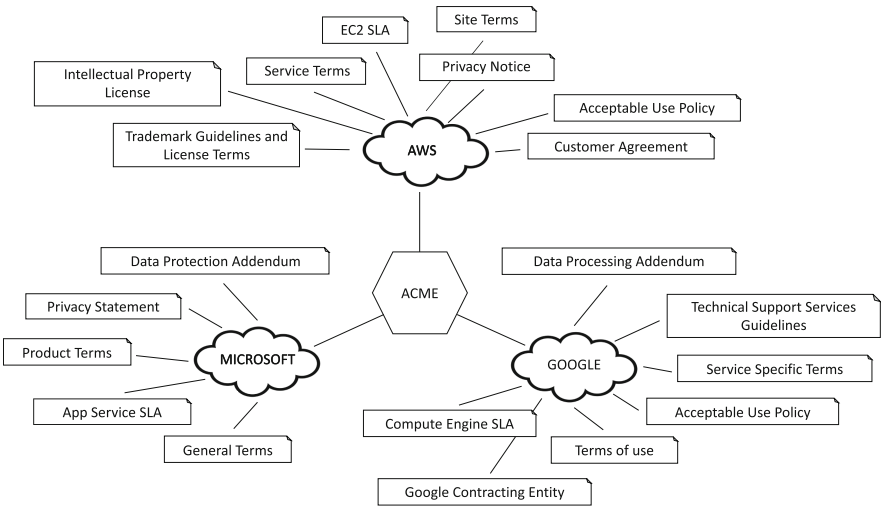 Site Terms
EC2 SLA
Privacy Notice
Service Terms
Intellectual Property
License
Acceptable Use Policy
Trademark Guidelines and
License Terms
AWS
Customer Agreement
Data Protection Addendum
Data Processing Addendum
ACME
Privacy Statement
Technical Support Services
Guidelines
Product Terms
MICROSOFT
GOOGLE
Service Specific Terms
App Service SLA
Acceptable Use Policy
Compute Engine SLA
General Terms
Terms of use
Google Contracting Entity